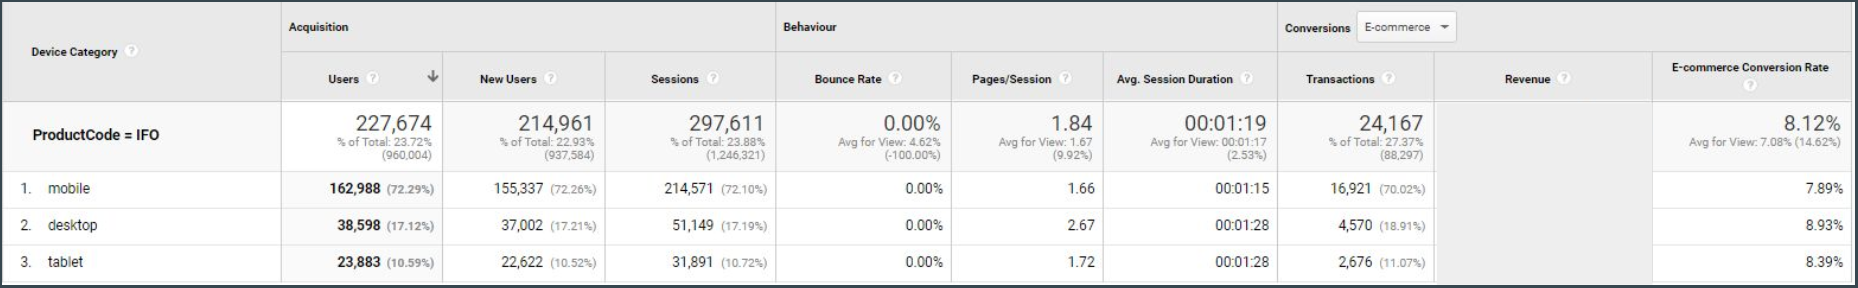 Device Category ?
Acquisition
Behaviour
Conversions E-commerce
Users ? New Users ? Sessions ? Bounce Rate ? Pages/Session ? Avg. Session Duration ? Transactions ? Revenue ? E-commerce Conversion Rate ?
ProductCode = IFO 227,674 214,961 297,611 0.00% 1.84 00:01:19 24,167 8.12%
% of Total: 23.72% % of Total: 22.93% % of Total: 23.88% Avg for View: 4.62% Avg for View: 1.67 Avg for View: 00:01:17 % of Total: 27.37% Avg for View: 7.08% (14.62%)
(960,004) (937,584) (1,246,321) (-100.00%) (9.92%) (2.53%) (88,297)
1. mobile 162,988 (72.29%) 155,337 (72.26%) 214,571 (72.10%) 0.00% 1.66 00:01:15 16,921 (70.02%) 7.89%
2. desktop 38,598 (17.12%) 37,002 (17.21%) 51,149 (17.19%) 0.00% 2.67 00:01:28 4,570 (18.91%) 8.93%
3. tablet 23,883 (10.59%) 22,622 (10.52%) 31,891 (10.72%) 0.00% 1.72 00:01:28 2,676 (11.07%) 8.39%